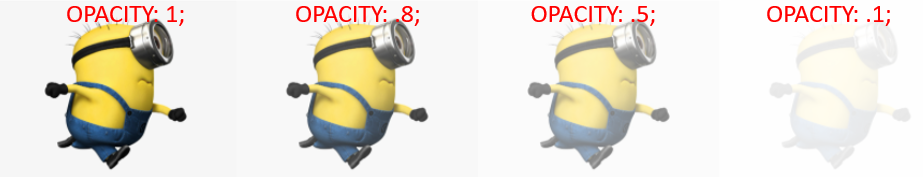 OPACITY: 1;
OPACITY: .8;
OPACITY: .5;
OPACITY: .1;